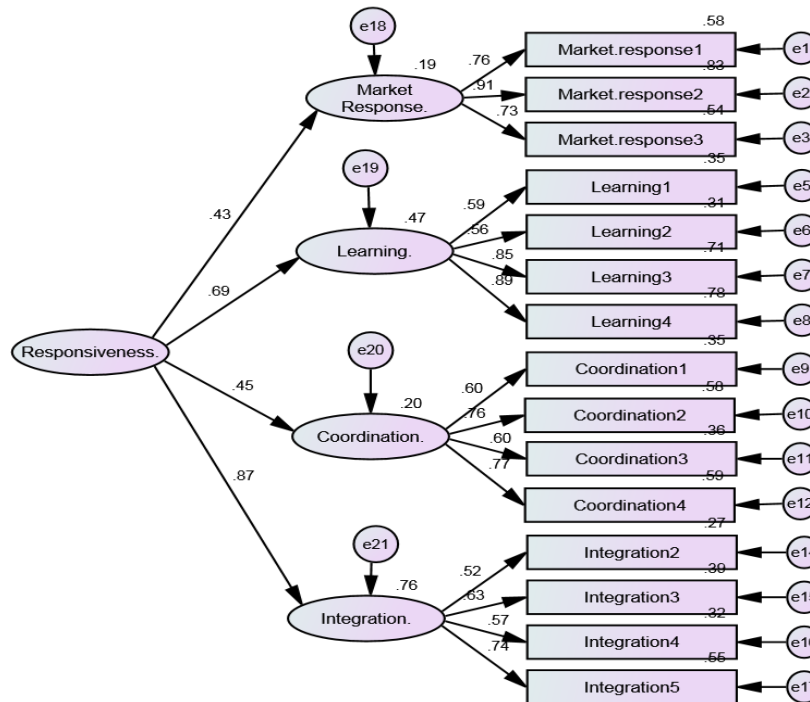 e18
.58
Market.response1
e1
.76
.19
Market
Response.
.91
.83
Market.response2
e2
.73
.54
Market.response3
e3
e19
.35
Learning1
e5
.59
.47
.31
Learning2
e6
.56
.43
Learning.
.71
Learning3
e7
.85
.69
.89
.78
Learning4
e8
Responsiveness.
e20
.35
Coordination1
e9
.45
.60
.20
.58
Coordination2
e10
.76
Coordination.
.60
.36
Coordination3
e11
.87
.77
.59
Coordination4
e12
e21
.27
Integration2
.52
.76
.63
.39
Integration3
Integration.
.57
.32
Integration4
.74
.55
Integration5